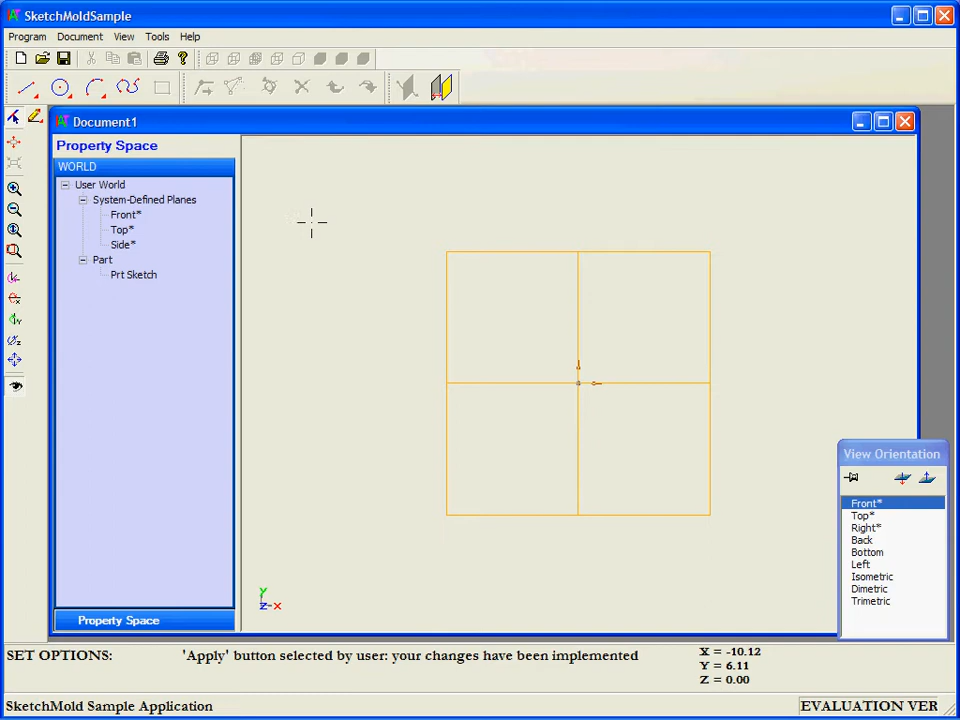 SketchMoldSample
Program Document View Tools Help
Document1
Property Space
WORLD
User World
System-Defined Planes
Front*
Top*
Side*
Part
Prt Sketch
Property Space
Y
Z X
View Orientation
Front*
Top*
Right*
Back
Bottom
Left
Isometric
Dimetric
Trimetric
SET OPTIONS: 'Apply' button selected by user: your changes have been implemented
X = -10.12
Y = 6.11
Z = 0.00
SketchMold Sample Application EVALUATION VER